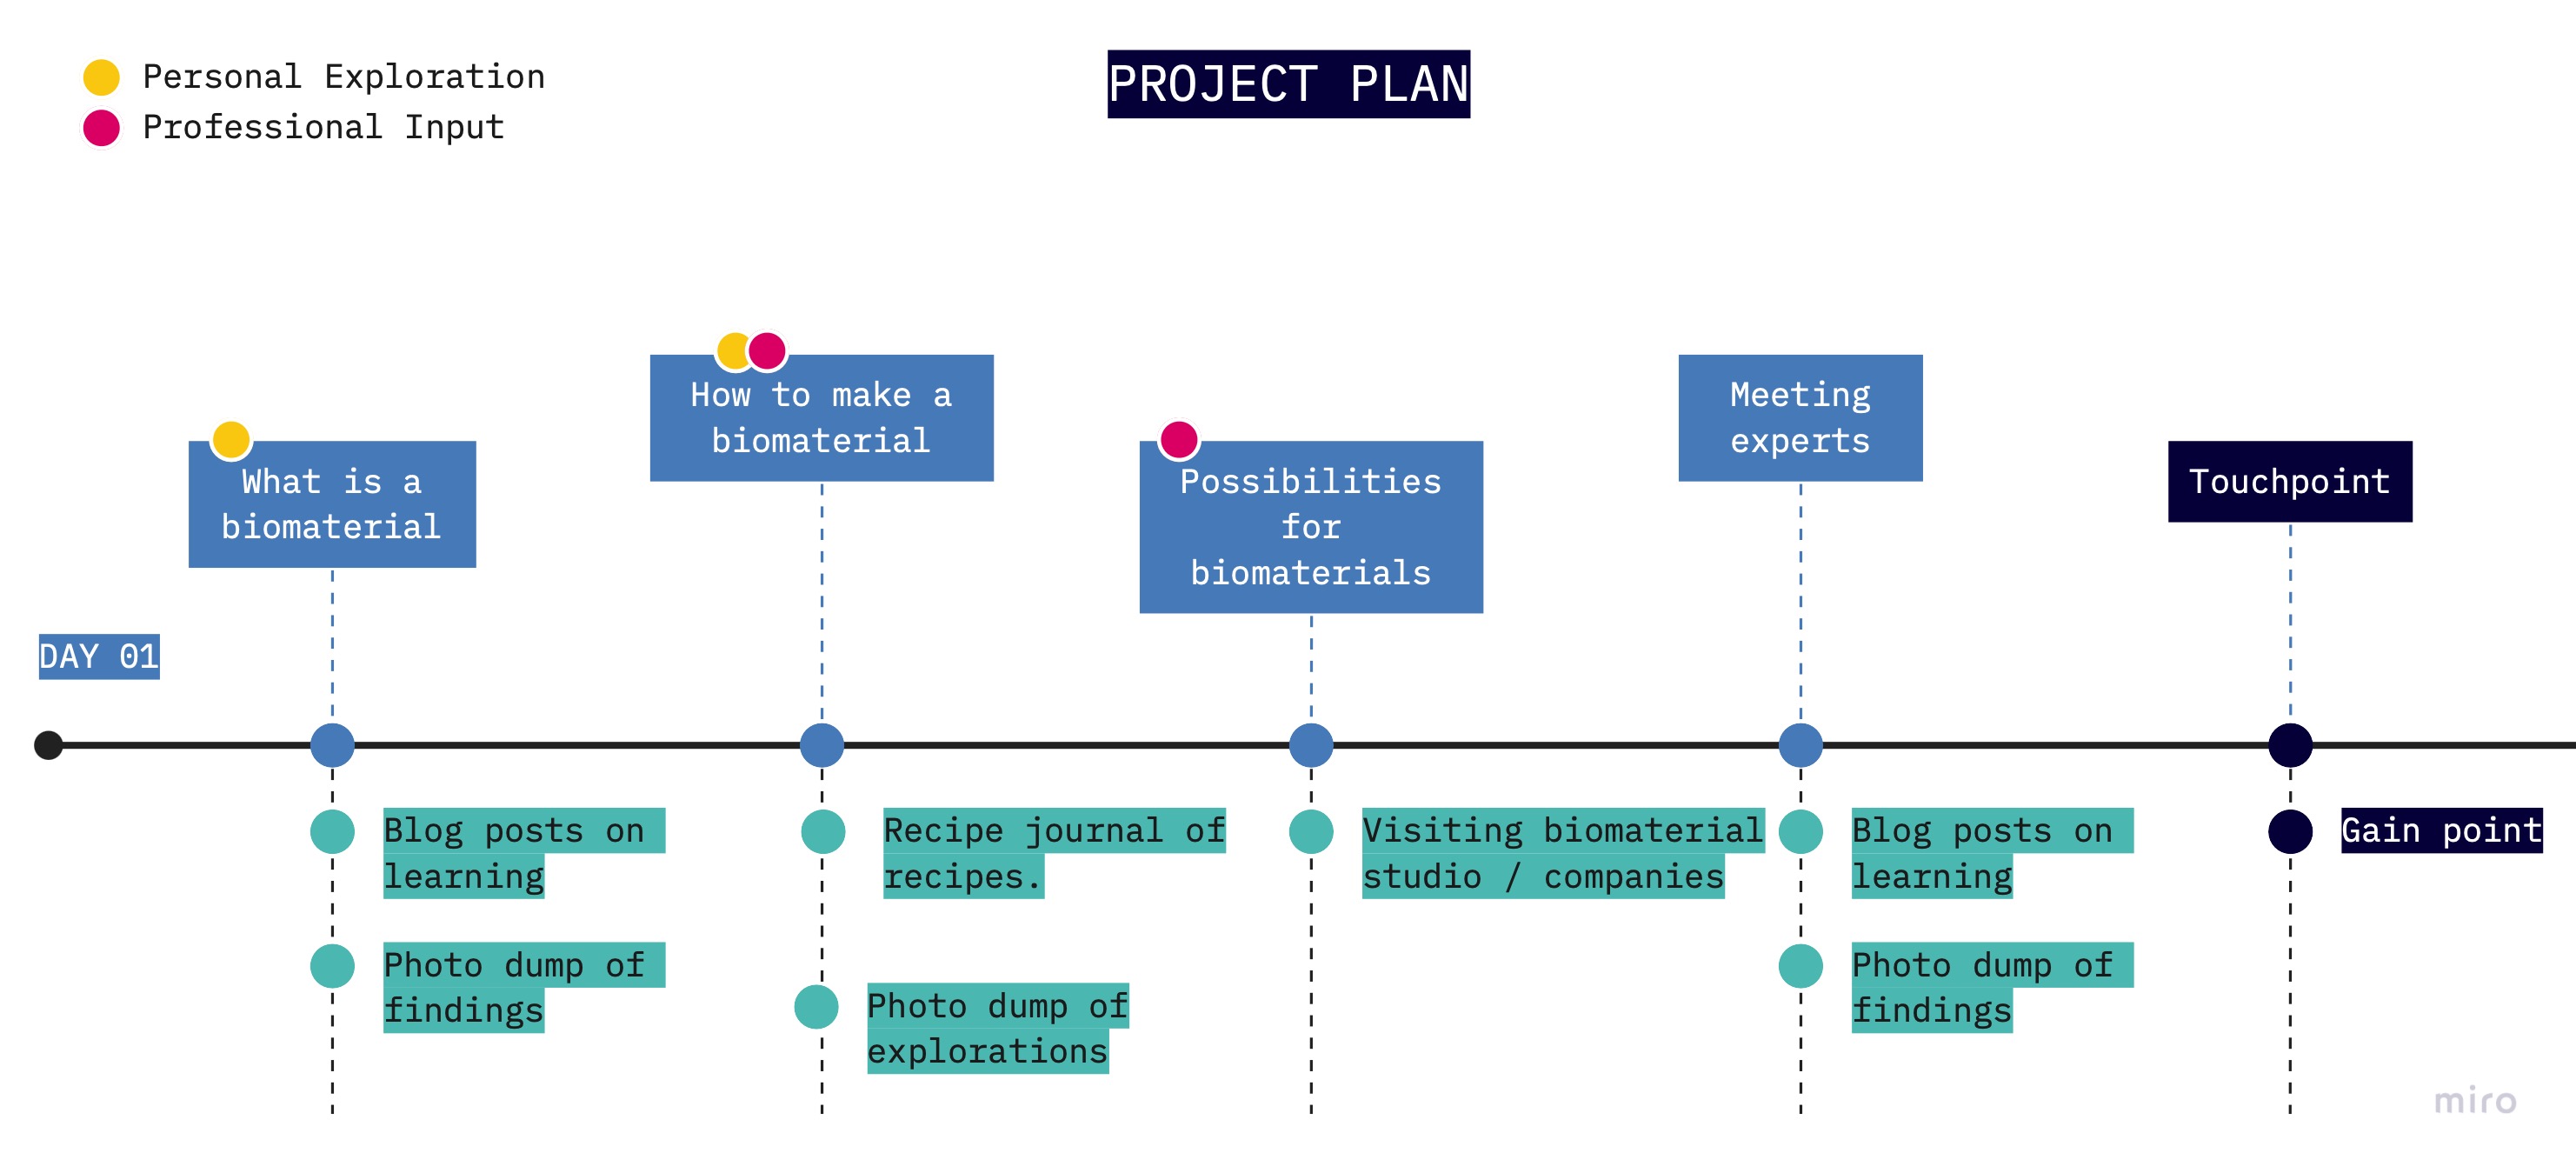 Personal Exploration
Professional Input
PROJECT PLAN
What is a
biomaterial
How to make a
biomaterial
Possibilities
for
biomaterials
Meeting
experts
Touchpoint
DAY 01
Blog posts on
learning
Photo dump of
findings
Recipe journal of
recipes.
Photo dump of
explorations
Visiting biomaterial
studio / companies
Blog posts on
learning
Photo dump of
findings
Gain point
miro